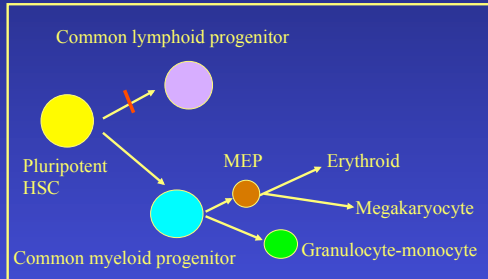 Common lymphoid progenitor
Pluripotent
HSC
MEP
Erythroid
Megakaryocyte
Granulocyte-monocyte
Common myeloid progenitor